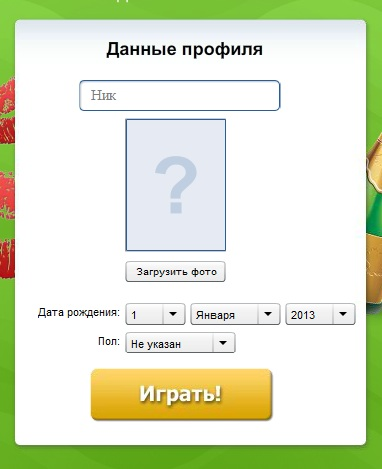 Данные профиля
Ник
?
Загрузить фото
Дата рождения: 1 Января 2013
Пол: Не указан
Играть!